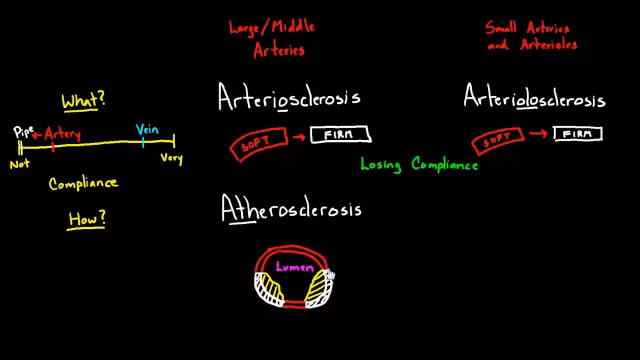 Large/Middle
Arteries
Small Arteries
and Arterioles
What?
Arteriosclerosis
Arteriolosclerosis
Pipe
Artery
Vein
SOFT
FIRM
SOFT
FIRM
Not
Very
Losing Compliance
Compliance
How?
Atherosclerosis
Lumen